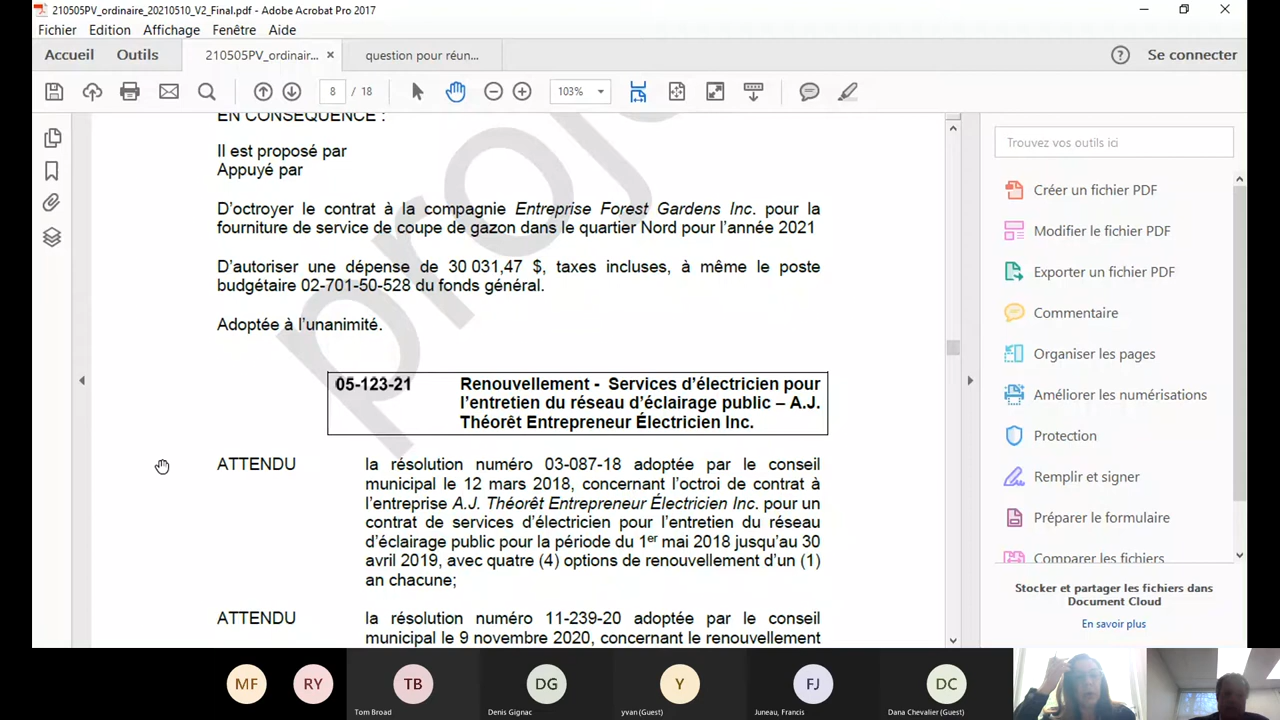 210505PV_ordinaire_20210510_V2_Final.pdf - Adobe Acrobat Pro 2017
Fichier Edition Affichage Fenêtre Aide
Accueil Outils 210505PV_ordinair... × question pour réun... ? Se connecter
8 / 18 103%
EN CONSÉQUENCE :
Il est proposé par
Appuyé par
D'octroyer le contrat à la compagnie Entreprise Forest Gardens Inc. pour la
fourniture de service de coupe de gazon dans le quartier Nord pour l'année 2021
D'autoriser une dépense de 30 031,47 $, taxes incluses, à même le poste
budgétaire 02-701-50-528 du fonds général.
Adoptée à l'unanimité.
05-123-21 Renouvellement - Services d'électricien pour
l'entretien du réseau d'éclairage public – A.J.
Théorêt Entrepreneur Électricien Inc.
ATTENDU la résolution numéro 03-087-18 adoptée par le conseil
municipal le 12 mars 2018, concernant l'octroi de contrat à
l'entreprise A.J. Théorêt Entrepreneur Électricien Inc. pour un
contrat de services d'électricien pour l'entretien du réseau
d'éclairage public pour la période du 1er mai 2018 jusqu'au 30
avril 2019, avec quatre (4) options de renouvellement d'un (1)
an chacune;
ATTENDU la résolution numéro 11-239-20 adoptée par le conseil
municipal le 9 novembre 2020, concernant le renouvellement
proje
Trouvez vos outils ici
Créer un fichier PDF
Modifier le fichier PDF
Exporter un fichier PDF
Commentaire
Organiser les pages
Améliorer les numérisations
Protection
Remplir et signer
Préparer le formulaire
Comparer les fichiers
Stocker et partager les fichiers dans
Document Cloud
En savoir plus
MF RY TB DG Y FJ DC
Tom Broad Denis Gignac yvan (Guest) Juneau, Francis Dana Chevalier (Guest)